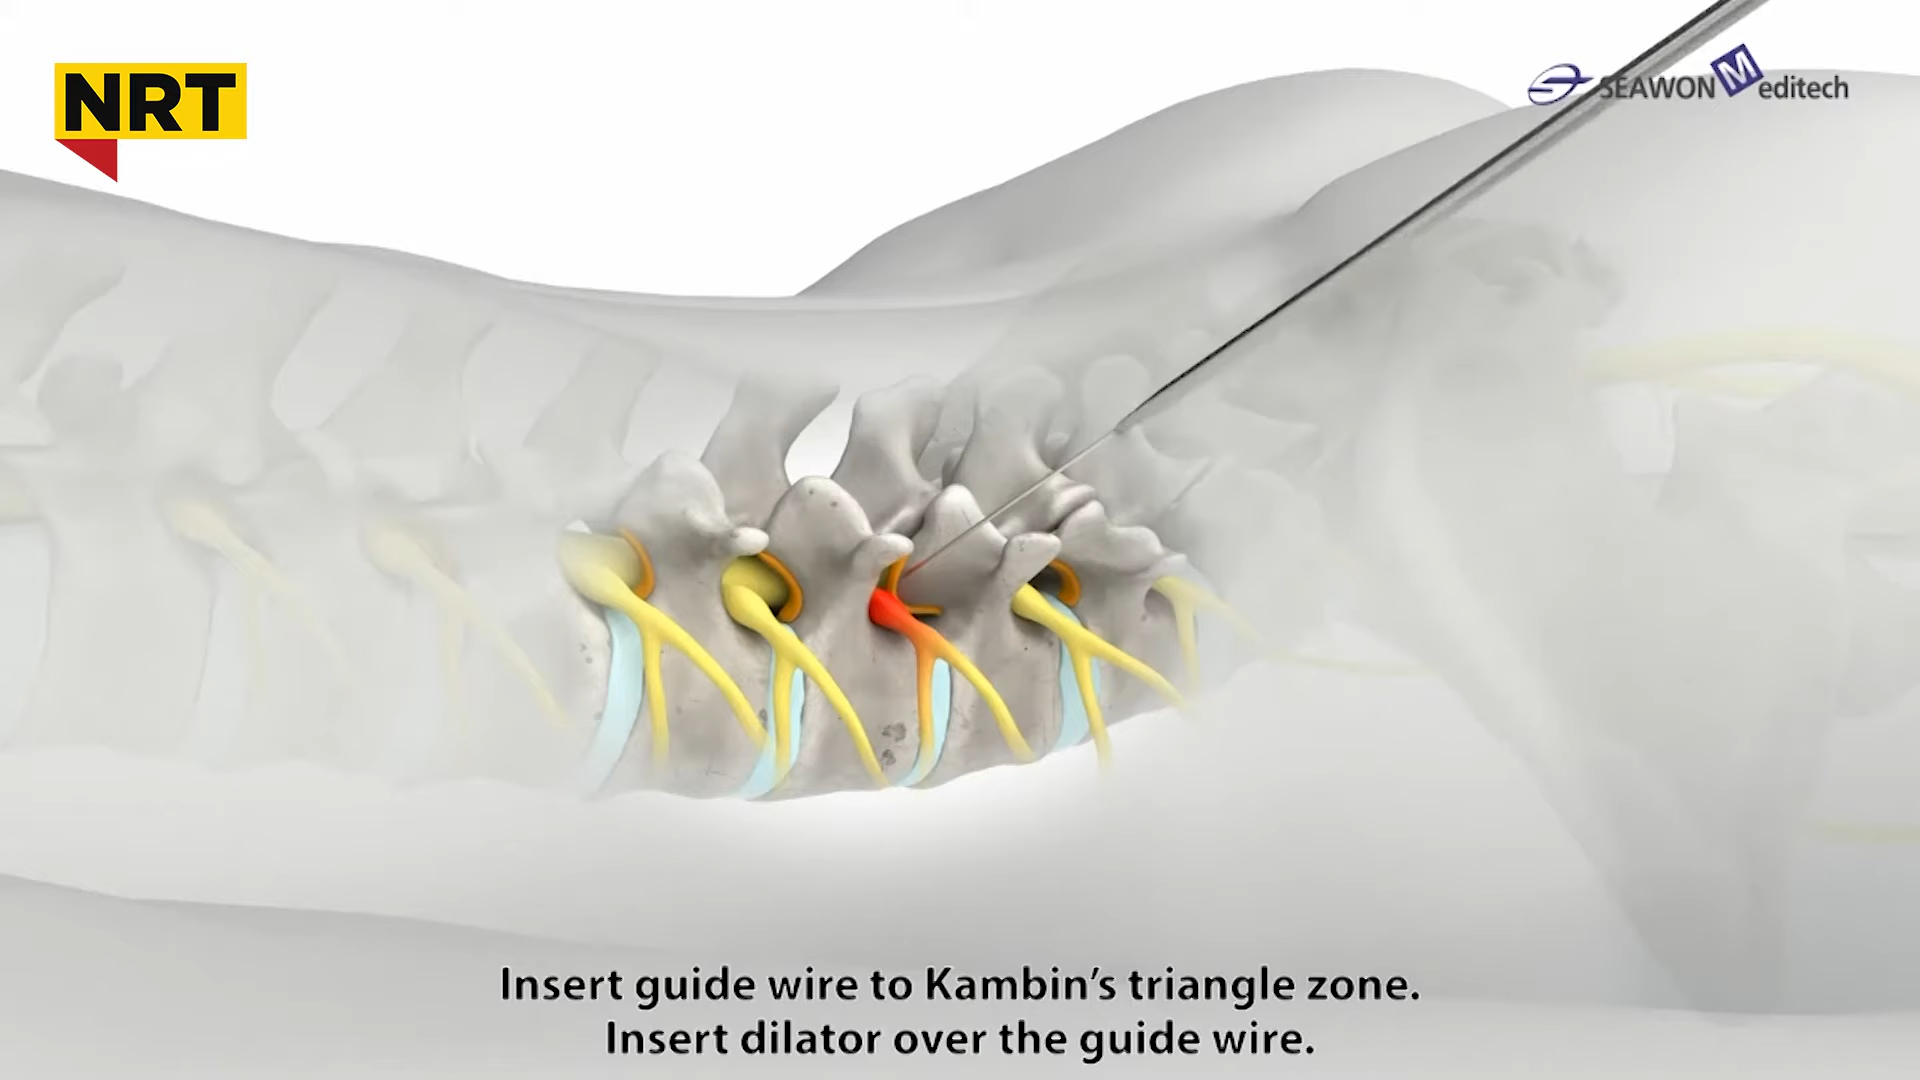 NRT
SEAWON Meditech
Insert guide wire to Kambin's triangle zone.
Insert dilator over the guide wire.